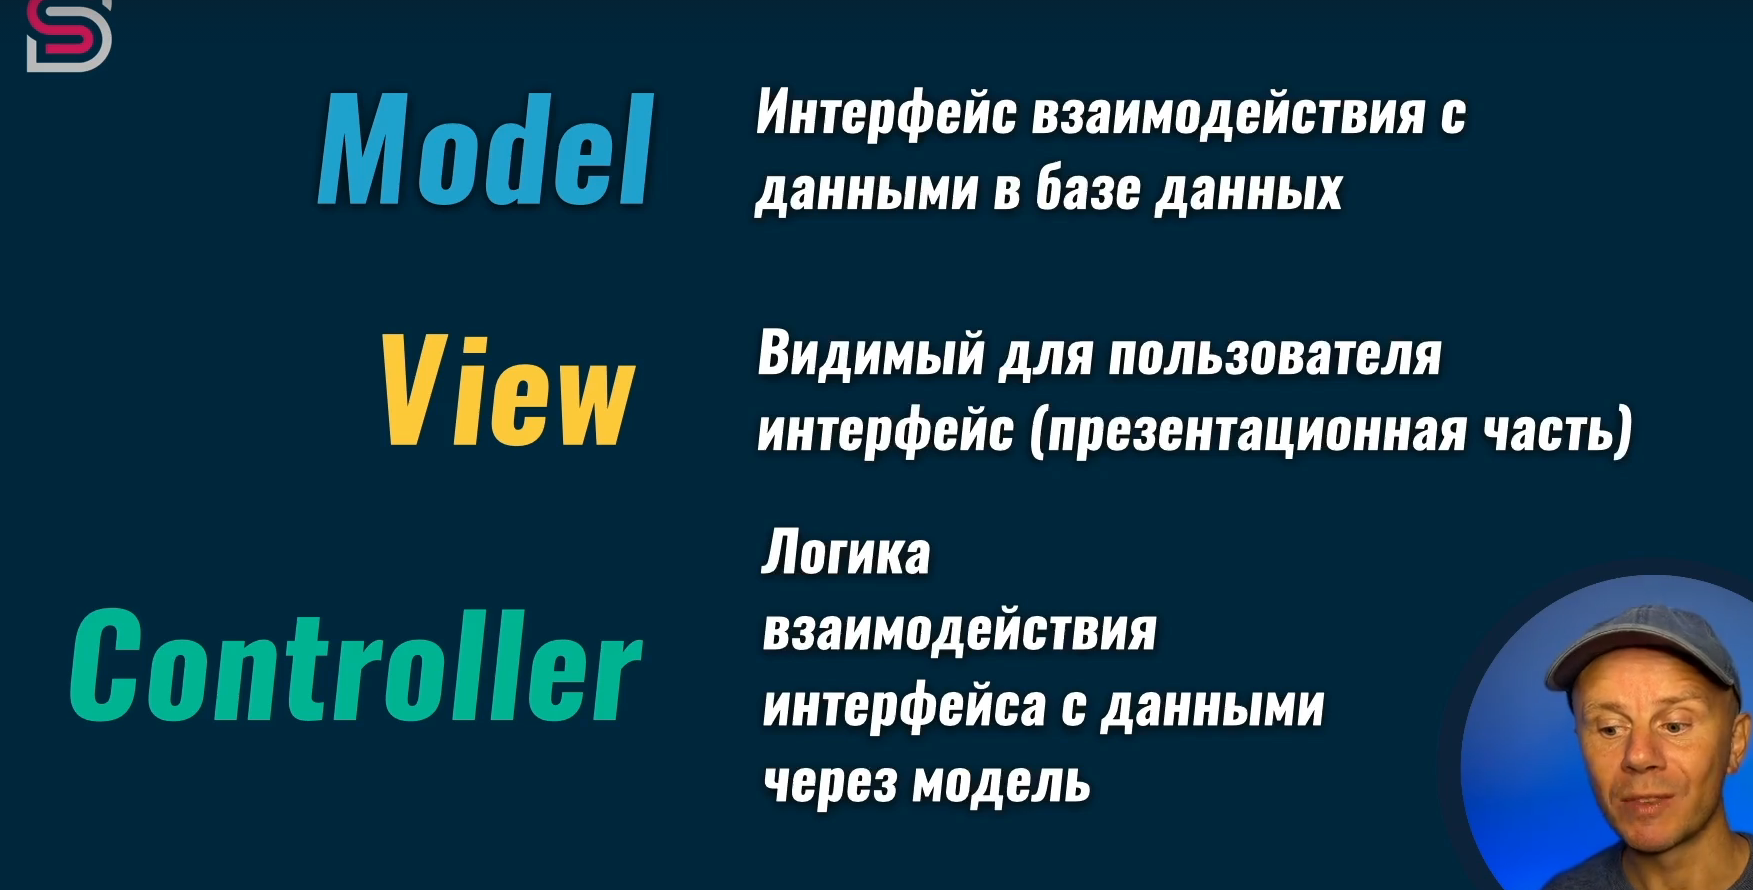 Model
Интерфейс взаимодействия с
данными в базе данных
View
Видимый для пользователя
интерфейс (презентационная часть)
Controller
Логика
взаимодействия
интерфейса с данными
через модель